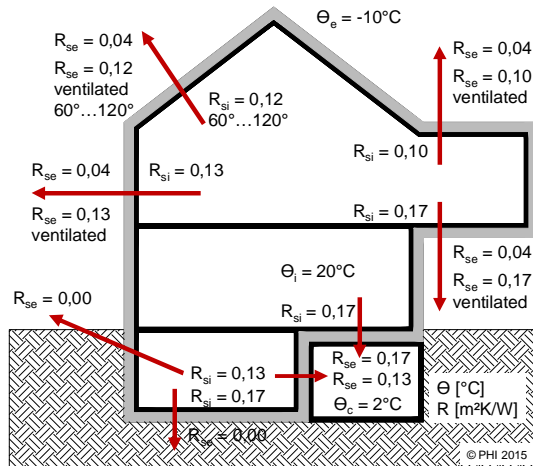 Θe = -10°C
Rse = 0,04
Rse = 0,12
ventilated
60°…120°
Rsi = 0,12
60°…120°
Rse = 0,04
Rse = 0,10
ventilated
Rsi = 0,10
Rse = 0,04
Rsi = 0,13
Rse = 0,13
ventilated
Rsi = 0,17
Rse = 0,04
Rse = 0,17
ventilated
Θi = 20°C
Rse = 0,00
Rsi = 0,17
Rse = 0,17
Rsi = 0,13
Rse = 0,13
Rsi = 0,17
Θc = 2°C
Θ [°C]
R [m²K/W]
Rse = 0,00
© PHI 2015